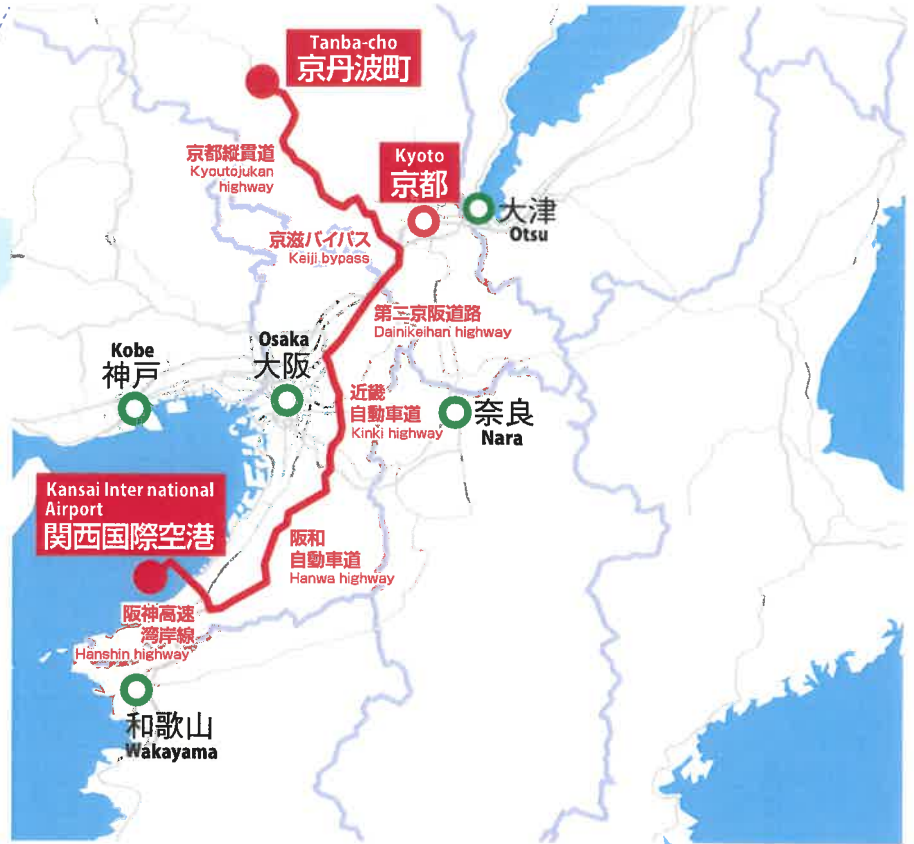 Tanba-cho
京丹波町
京都縦貫道
Kyoutojukan
highway
Kyoto
京都
大津
Otsu
京滋バイパス
Keiji bypass
第二京阪道路
Dainikeihan highway
Kobe
神戸
Osaka
大阪
近畿
自動車道
Kinki highway
奈良
Nara
Kansai Inter national
Airport
関西国際空港
阪和
自動車道
Hanwa highway
阪神高速
湾岸線
Hanshin highway
和歌山
Wakayama